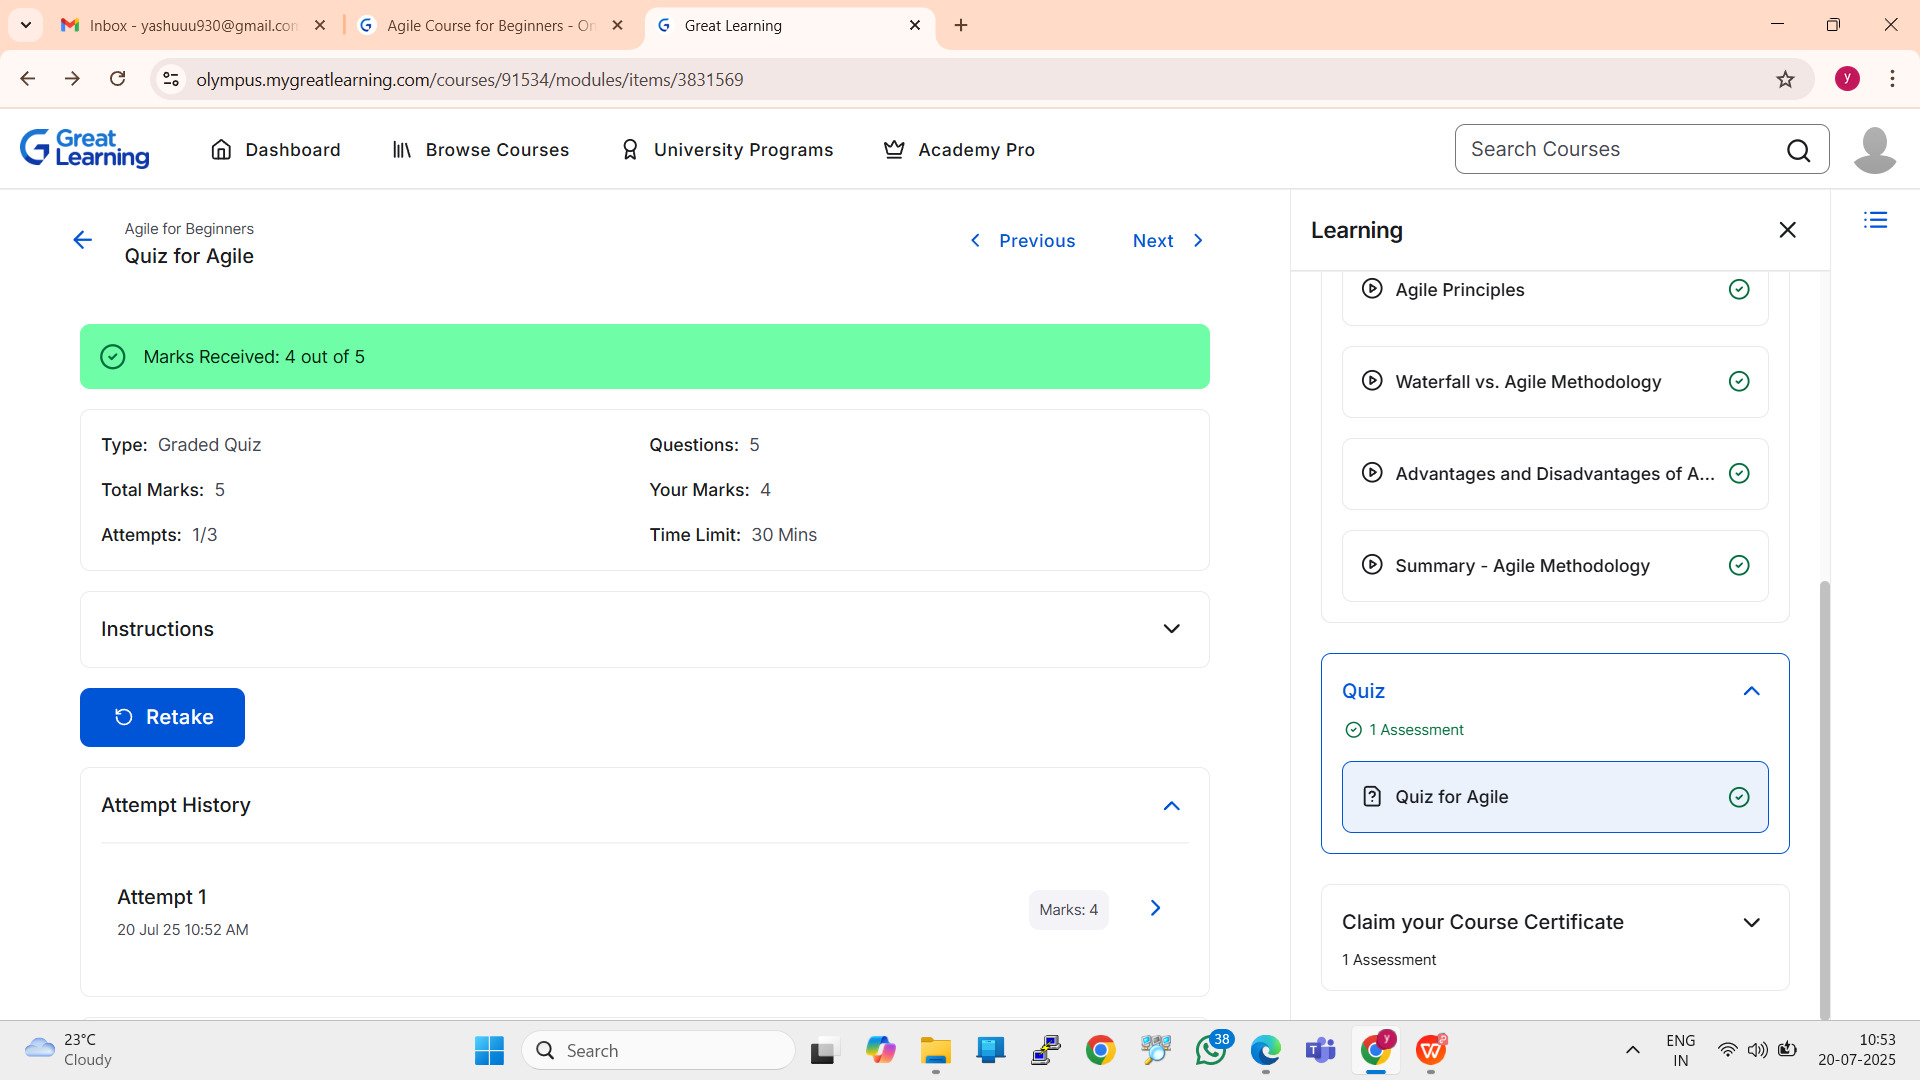 Inbox - yashuuu930@gmail.con
Agile Course for Beginners - On
Great Learning
olympus.mygreatlearning.com/courses/91534/modules/items/3831569
y
Great
Learning
Dashboard
Browse Courses
University Programs
Academy Pro
Search Courses
Agile for Beginners
Quiz for Agile
Previous
Next
Marks Received: 4 out of 5
Type: Graded Quiz
Questions: 5
Total Marks: 5
Your Marks: 4
Attempts: 1/3
Time Limit: 30 Mins
Instructions
Retake
Attempt History
Attempt 1
20 Jul 25 10:52 AM
Marks: 4
Learning
Agile Principles
Waterfall vs. Agile Methodology
Advantages and Disadvantages of A...
Summary - Agile Methodology
Quiz
1 Assessment
Quiz for Agile
Claim your Course Certificate
1 Assessment
23°C
Cloudy
Search
38
y
ENG
IN
10:53
20-07-2025